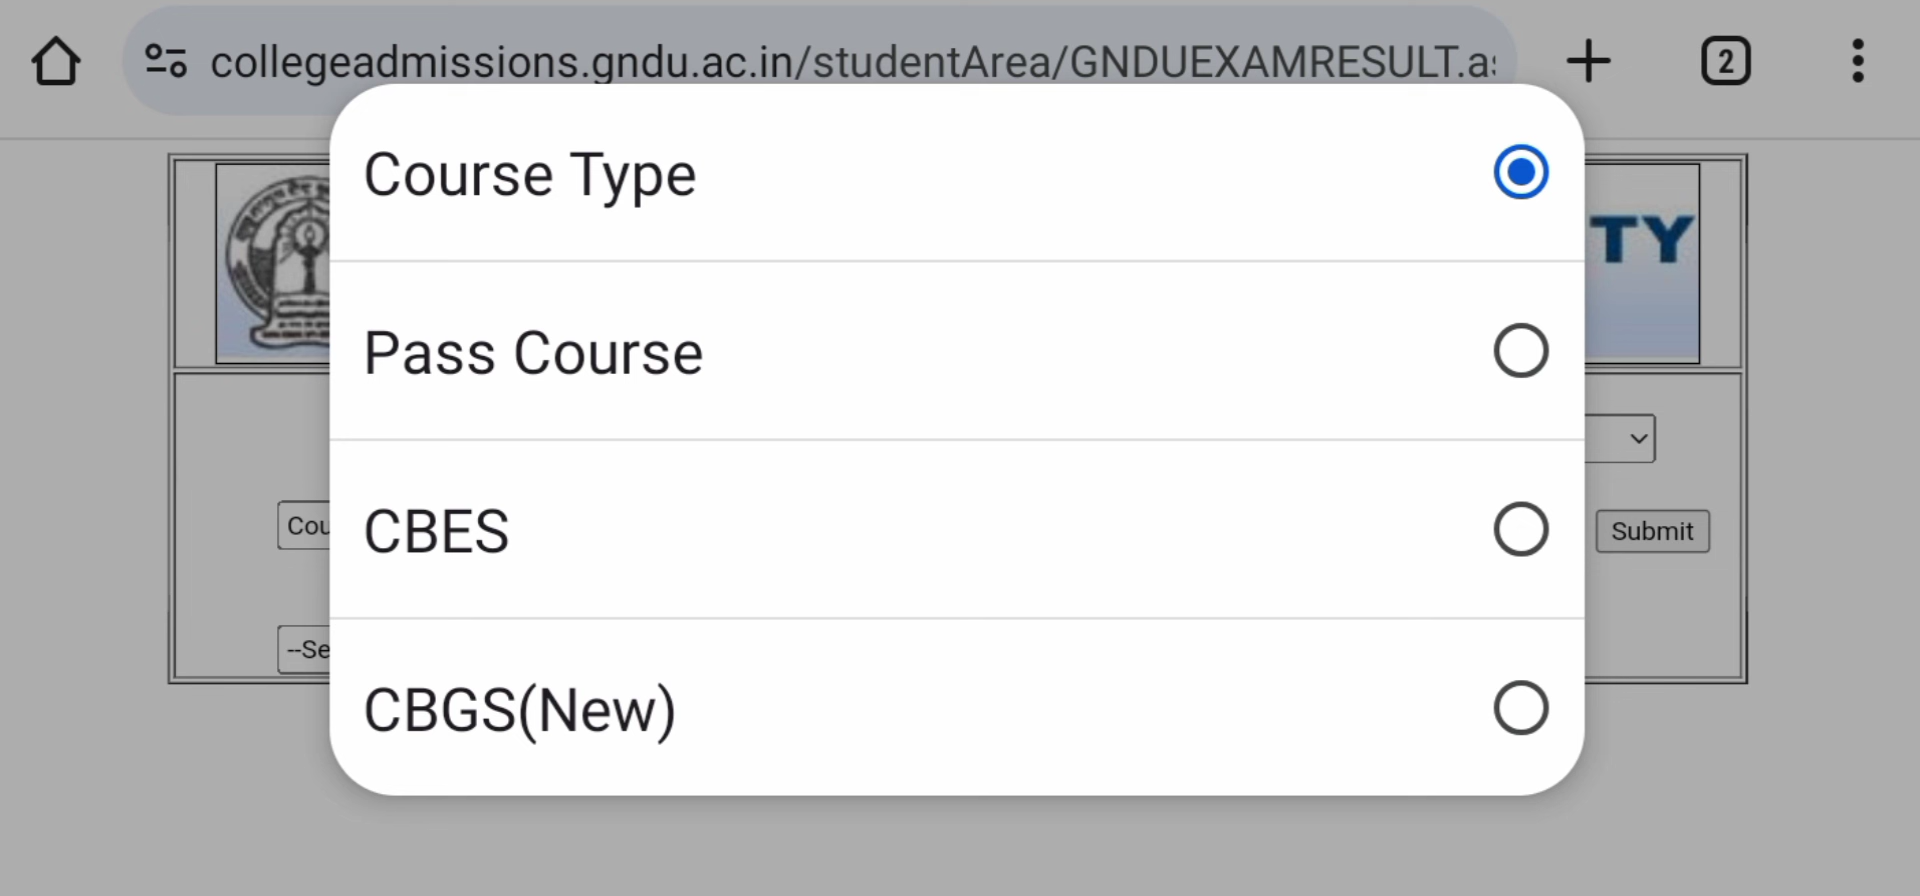 collegeadmissions.gndu.ac.in/studentArea/GNDUEXAMRESULT.a
2
Course Type
TY
Pass Course
Cou
CBES
Submit
--Se
CBGS(New)